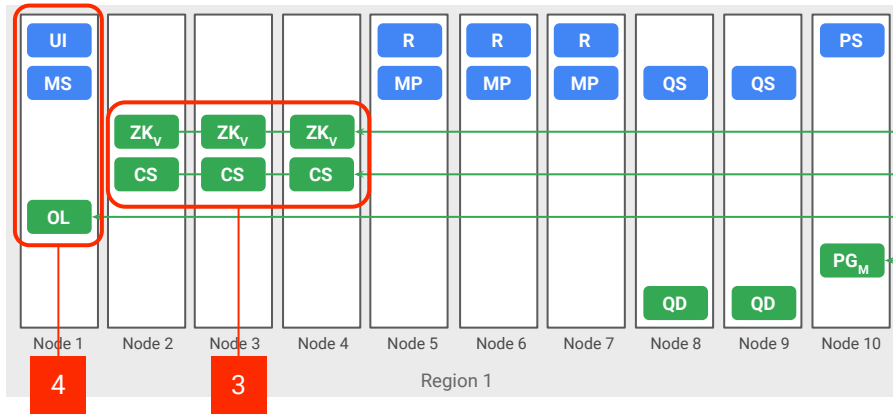 UI R R R PS
MS MP MP MP QS QS
ZKV ZKV ZKV
CS CS CS
OL
PGM
QD QD
Node 1 Node 2 Node 3 Node 4 Node 5 Node 6 Node 7 Node 8 Node 9 Node 10
4 3 Region 1